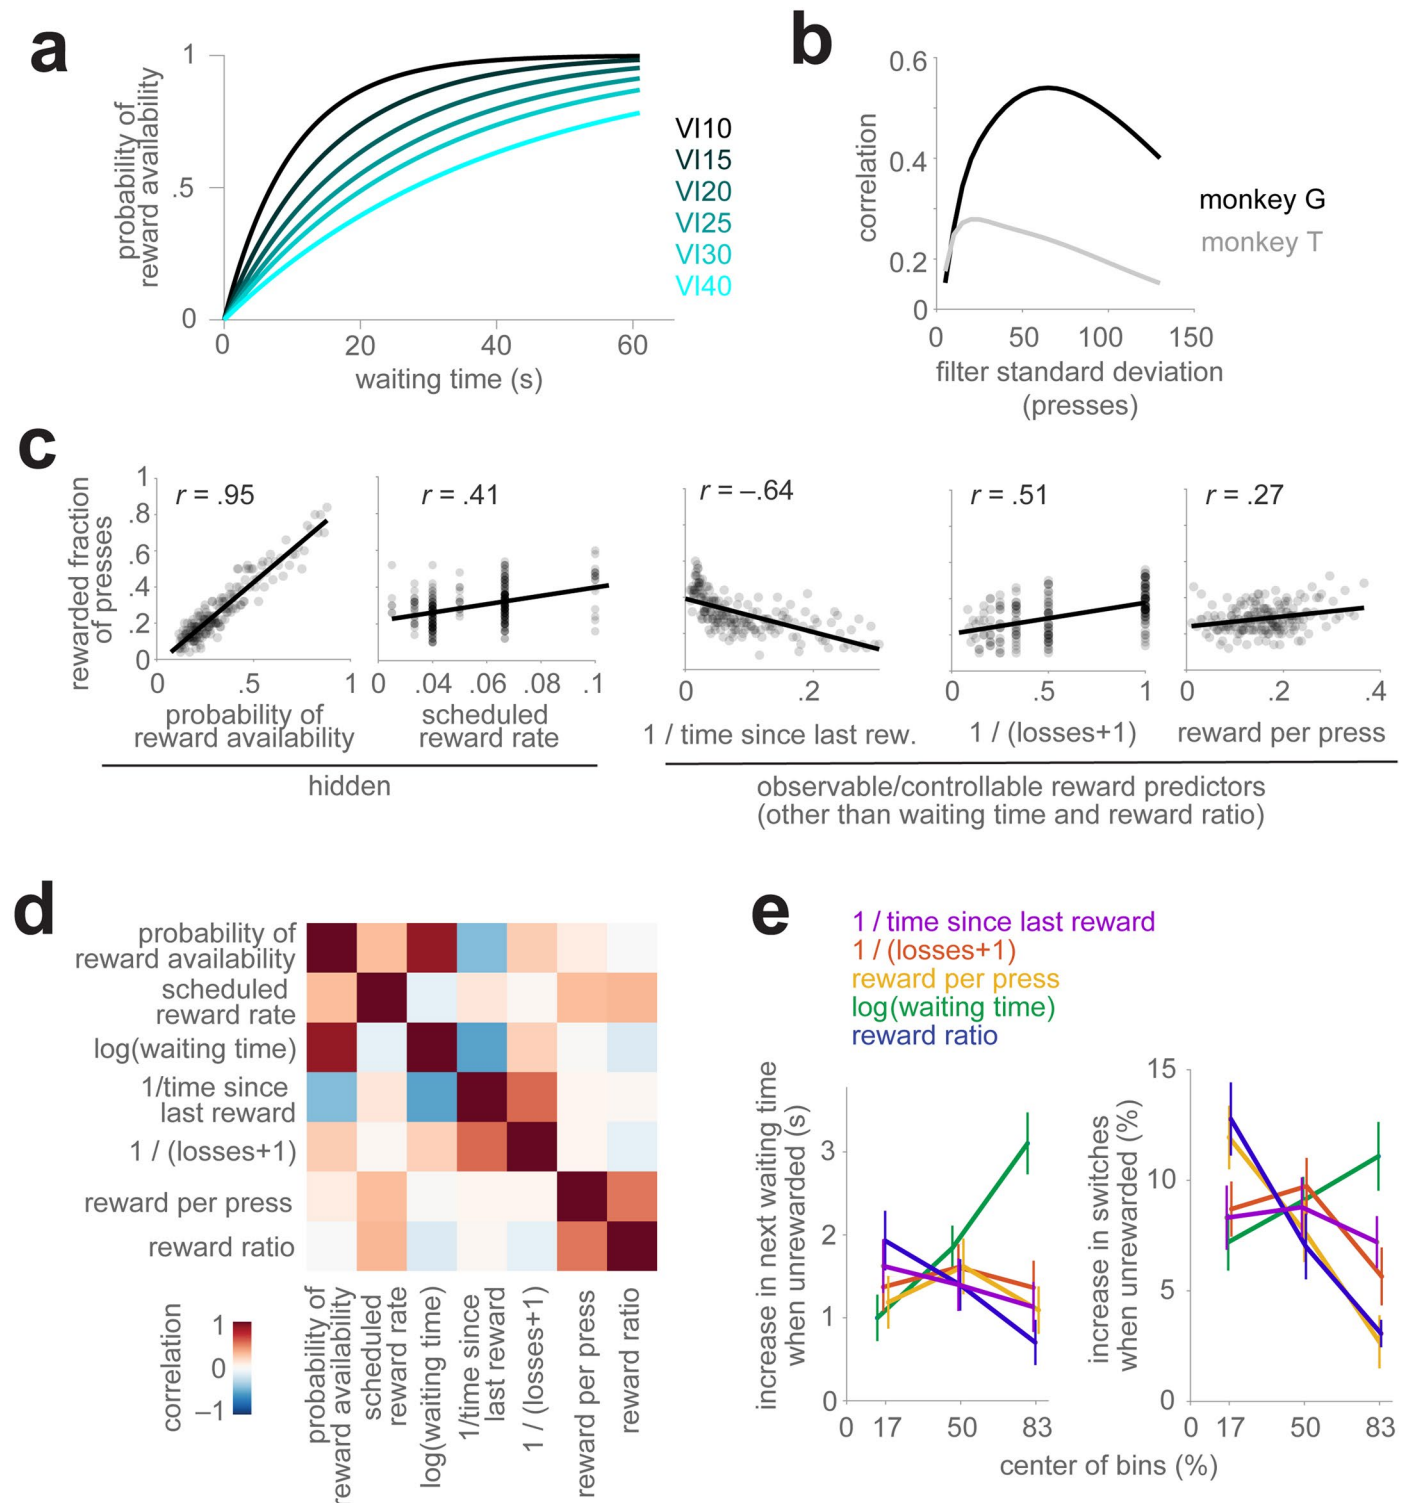 a
probability of
reward availability
1
.5
0
0
20
40
60
waiting time (s)
VI10
VI15
VI20
VI25
VI30
VI40
b
correlation
0.6
0.4
0.2
0
0
50
100
150
filter standard deviation
(presses)
monkey G
monkey T
c
rewarded fraction
of presses
1
.8
.6
.4
.2
0
r = .95
0
.5
1
probability of
reward availability
r = .41
0
.04
.06
.08
.1
scheduled
reward rate
hidden
r = –.64
0
.2
1 / time since last rew.
r = .51
0
.5
1
1 / (losses+1)
r = .27
0
.2
.4
reward per press
observable/controllable reward predictors
(other than waiting time and reward ratio)
d
probability of
reward availability
scheduled
reward rate
log(waiting time)
1/time since
last reward
1 / (losses+1)
reward per press
reward ratio
probability of
reward availability
scheduled
reward rate
log(waiting time)
1/time since
last reward
1 / (losses+1)
reward per press
reward ratio
correlation
1
0
–1
e
1 / time since last reward
1 / (losses+1)
reward per press
log(waiting time)
reward ratio
increase in next waiting time
when unrewarded (s)
3
2
1
0
0
17
50
83
increase in switches
when unrewarded (%)
15
10
5
0
0
17
50
83
center of bins (%)